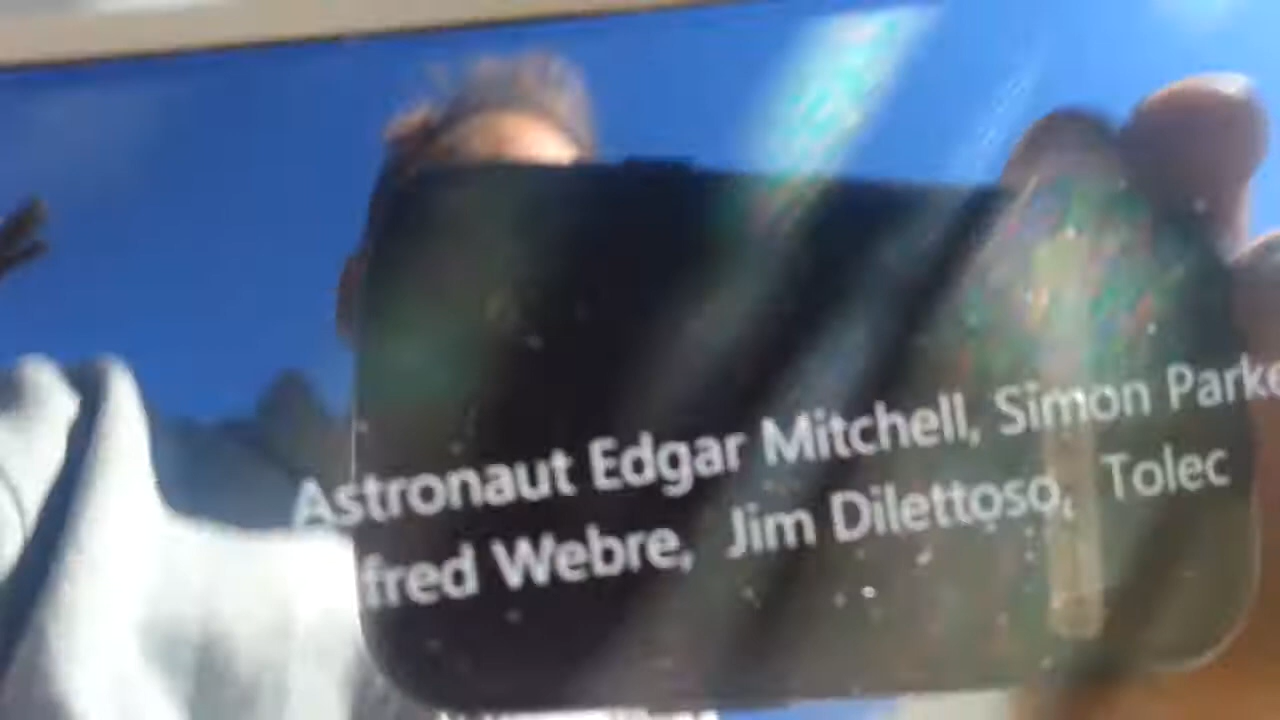 Astronaut Edgar Mitchell, Simon Parke
fred Webre, Jim Dilettoso, Tolec